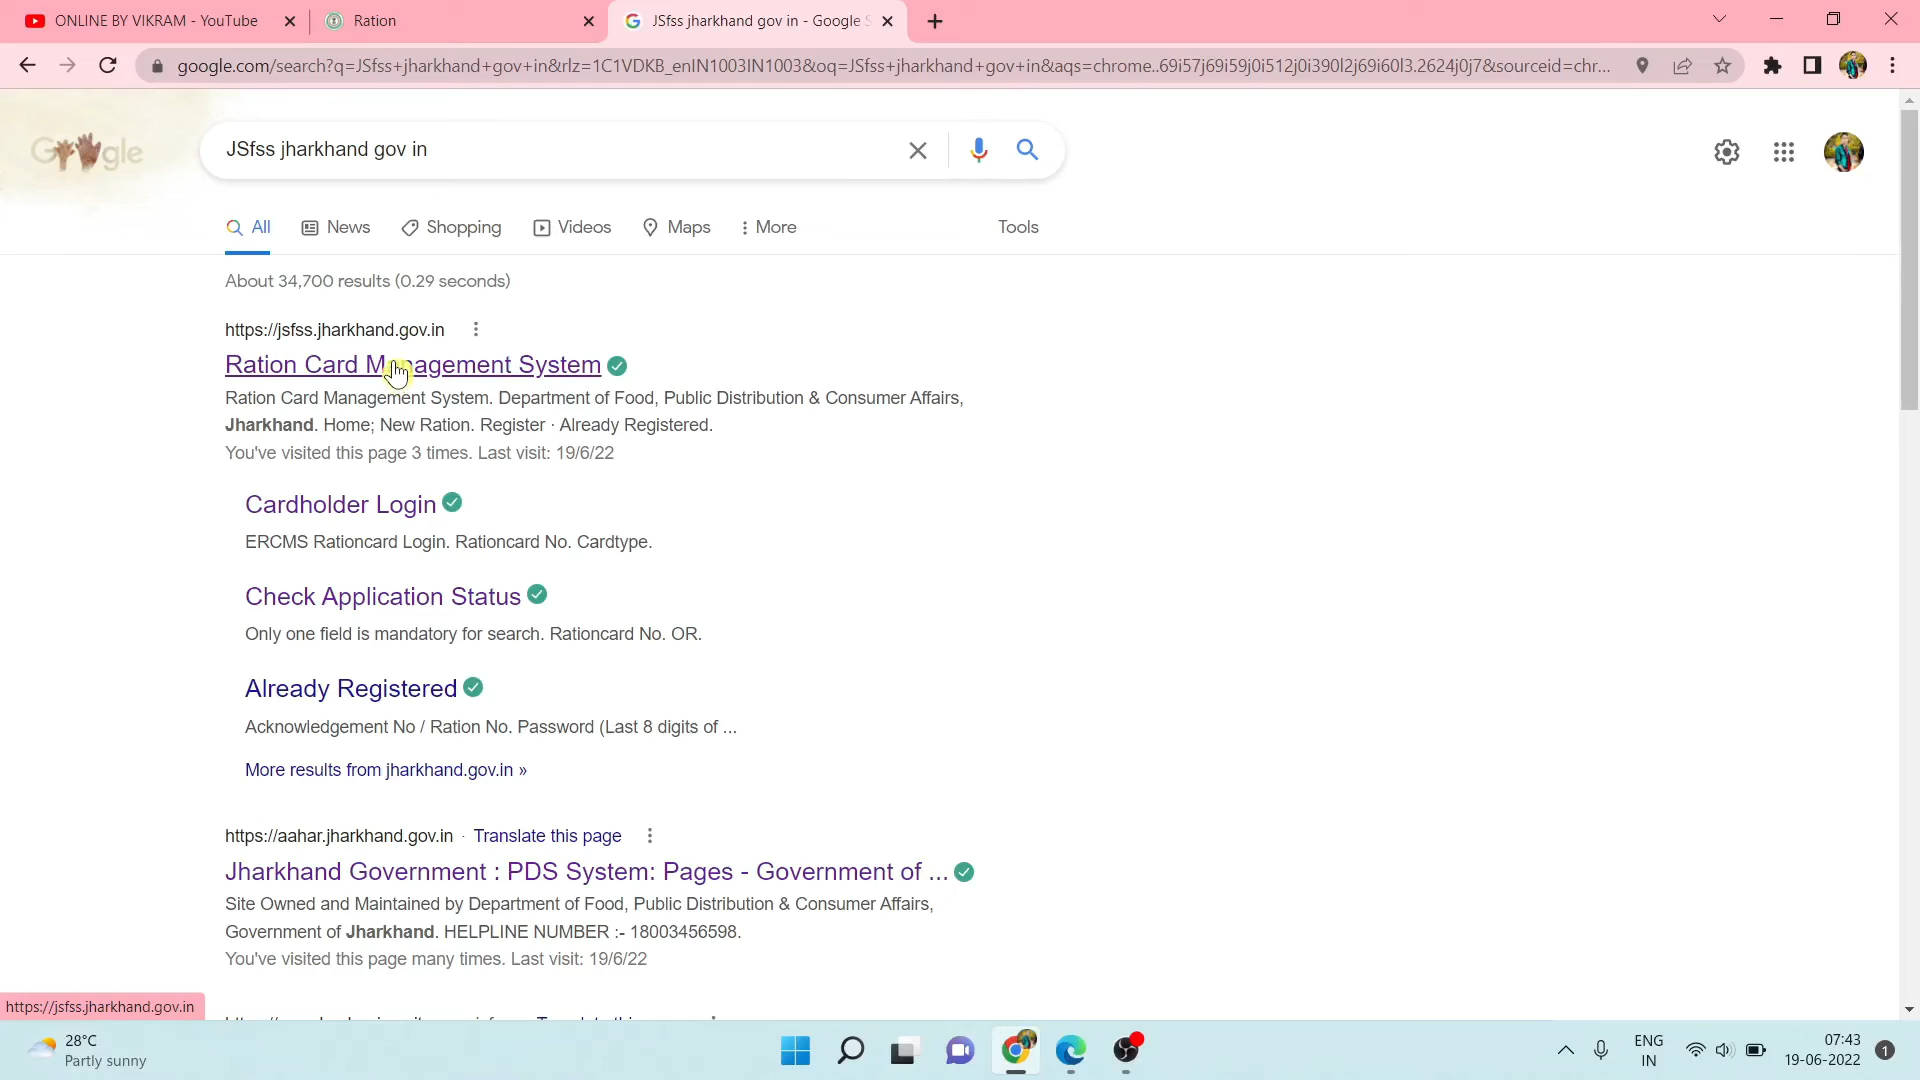 ONLINE BY VIKRAM - YouTube
Ration
JSfss jharkhand gov in - Google S
google.com/search?q=JSfss+jharkhand+gov+in&rlz=1C1VDKB_enIN1003IN1003&oq=JSfss+jharkhand+gov+in&aqs=chrome..69i57j69i59j0i512j0i390l2j69i60l3.2624j0j7&sourceid=chr...
Google
JSfss jharkhand gov in
All
News
Shopping
Videos
Maps
More
Tools
About 34,700 results (0.29 seconds)
https://jsfss.jharkhand.gov.in
Ration Card Management System
Ration Card Management System. Department of Food, Public Distribution & Consumer Affairs,
Jharkhand. Home; New Ration. Register · Already Registered.
You've visited this page 3 times. Last visit: 19/6/22
Cardholder Login
ERCMS Rationcard Login. Rationcard No. Cardtype.
Check Application Status
Only one field is mandatory for search. Rationcard No. OR.
Already Registered
Acknowledgement No / Ration No. Password (Last 8 digits of ...
More results from jharkhand.gov.in »
https://aahar.jharkhand.gov.in · Translate this page
Jharkhand Government : PDS System: Pages - Government of ...
Site Owned and Maintained by Department of Food, Public Distribution & Consumer Affairs,
Government of Jharkhand. HELPLINE NUMBER :- 18003456598.
You've visited this page many times. Last visit: 19/6/22
https://jsfss.jharkhand.gov.in
28°C
Partly sunny
ENG
IN
07:43
19-06-2022
1